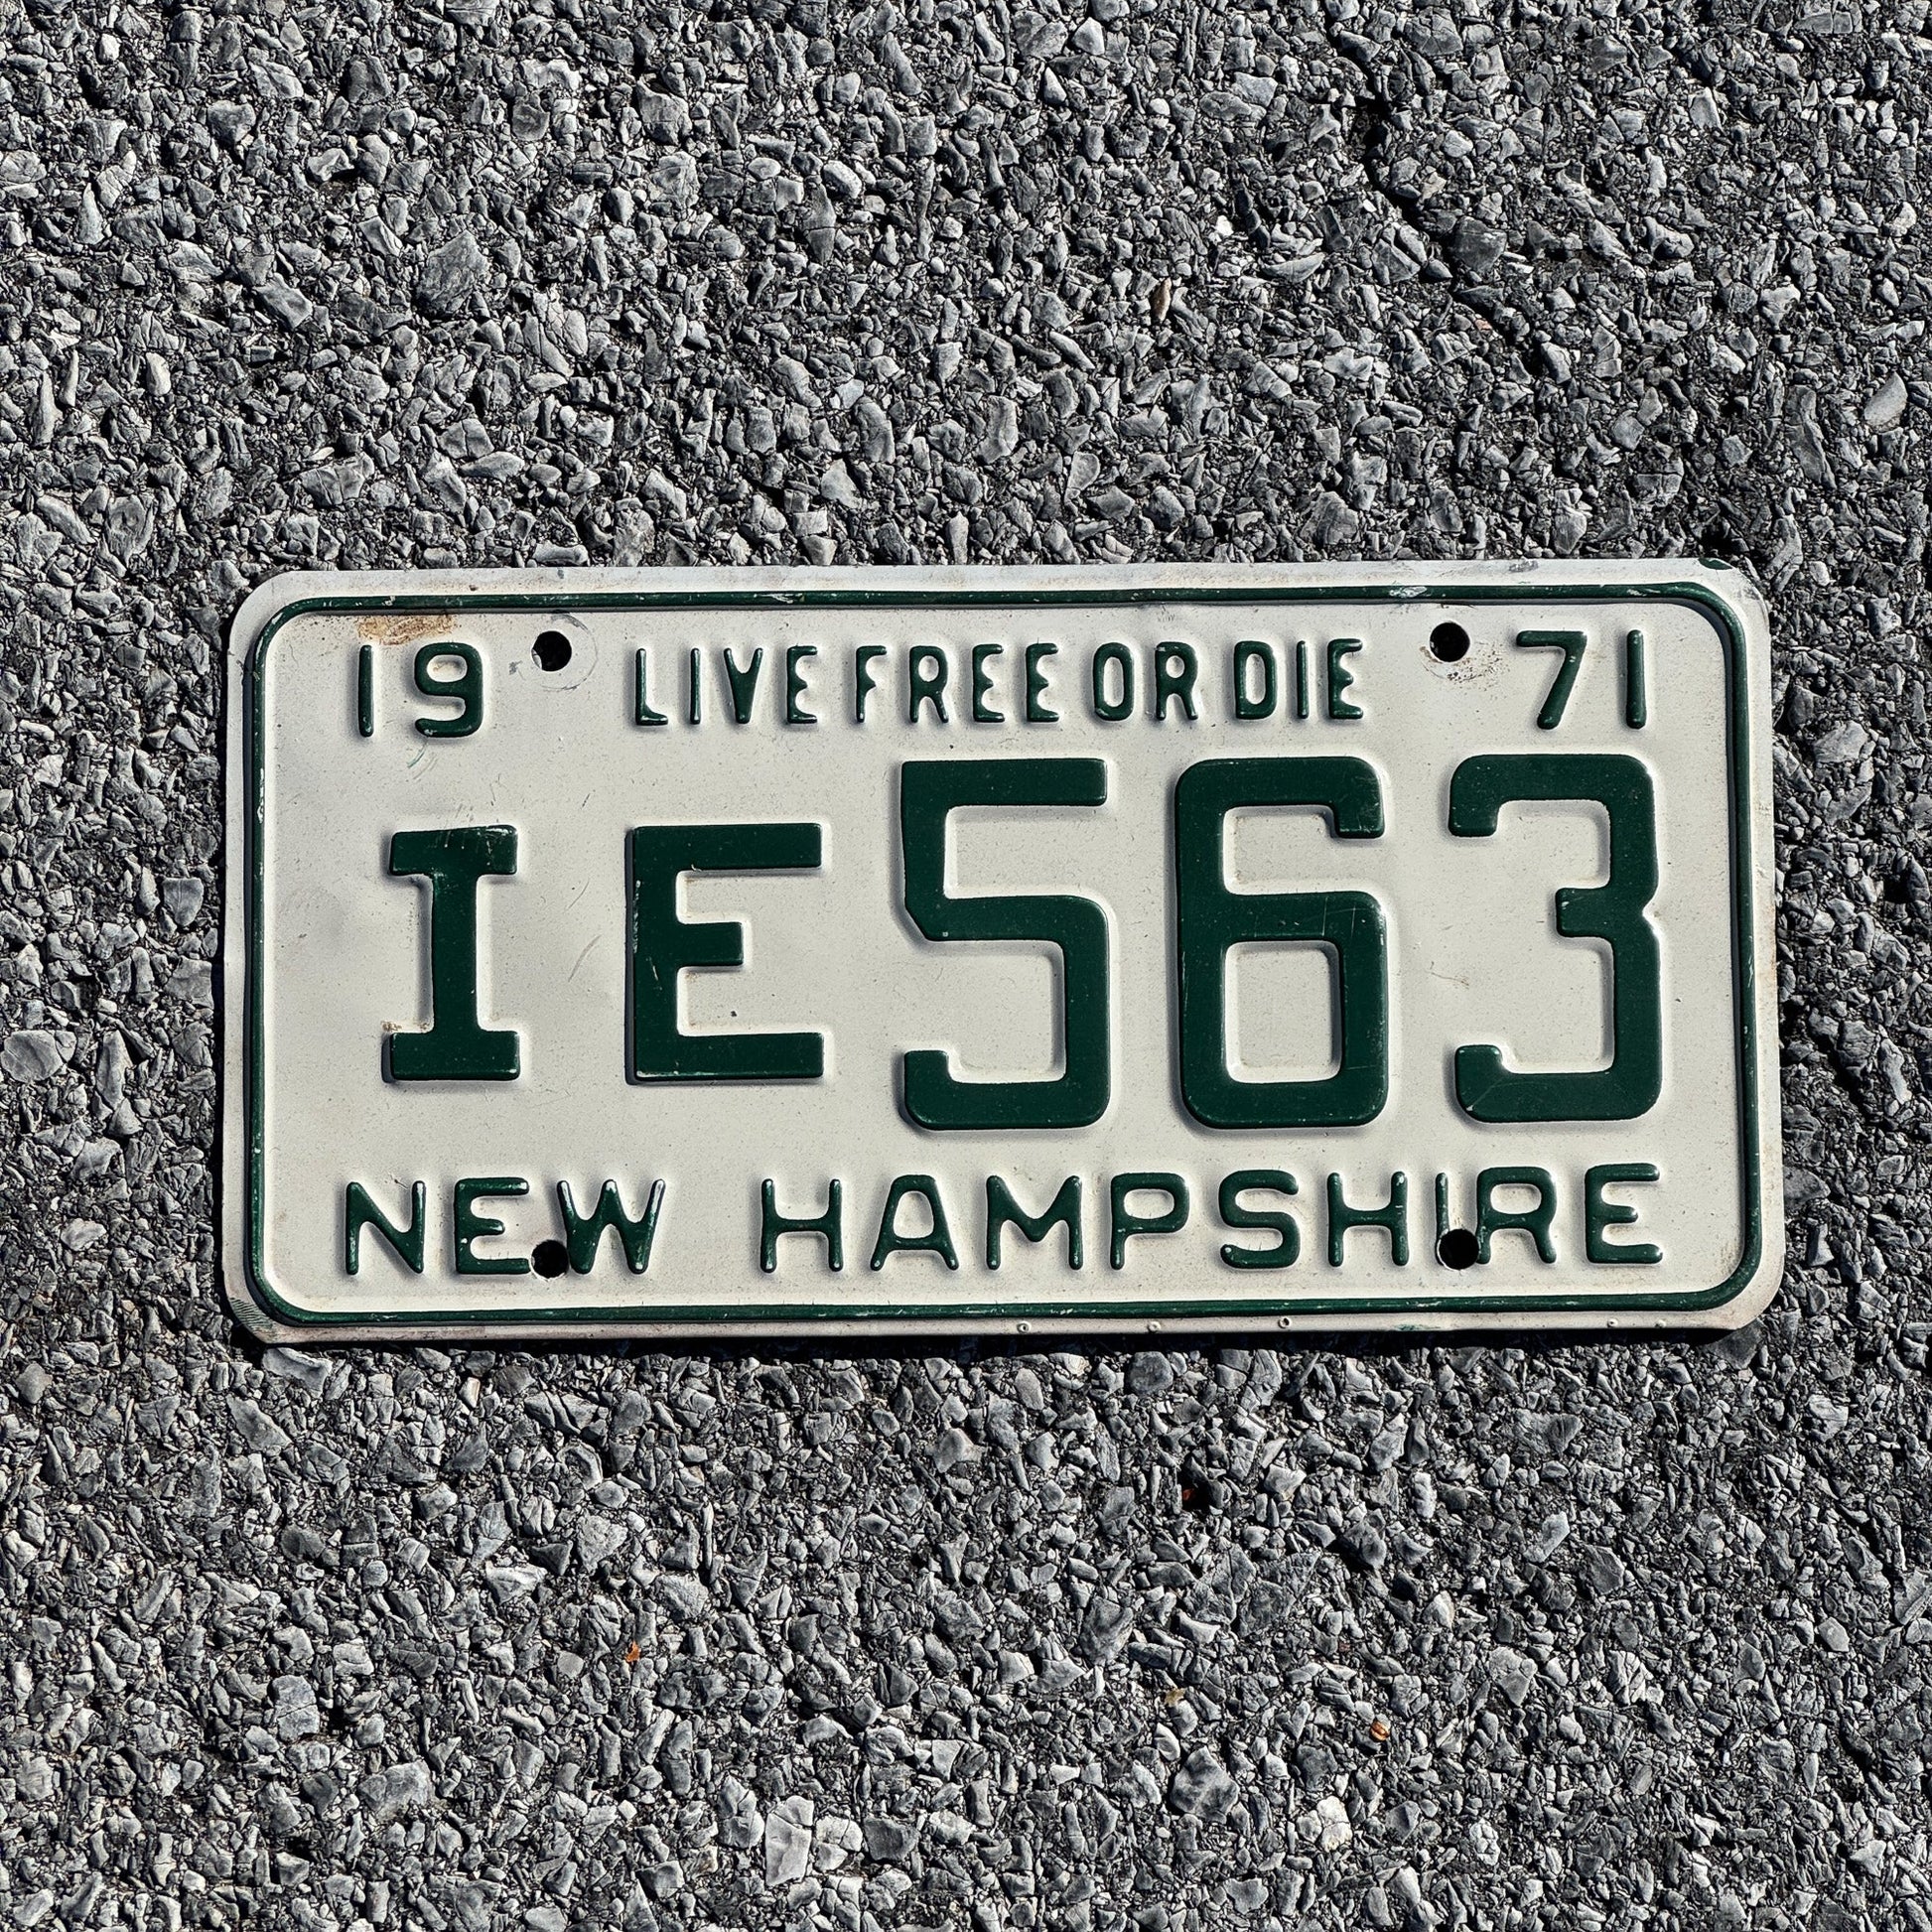 19 LIVE FREE OR DIE 71
IE563
NEW HAMPSHIRE